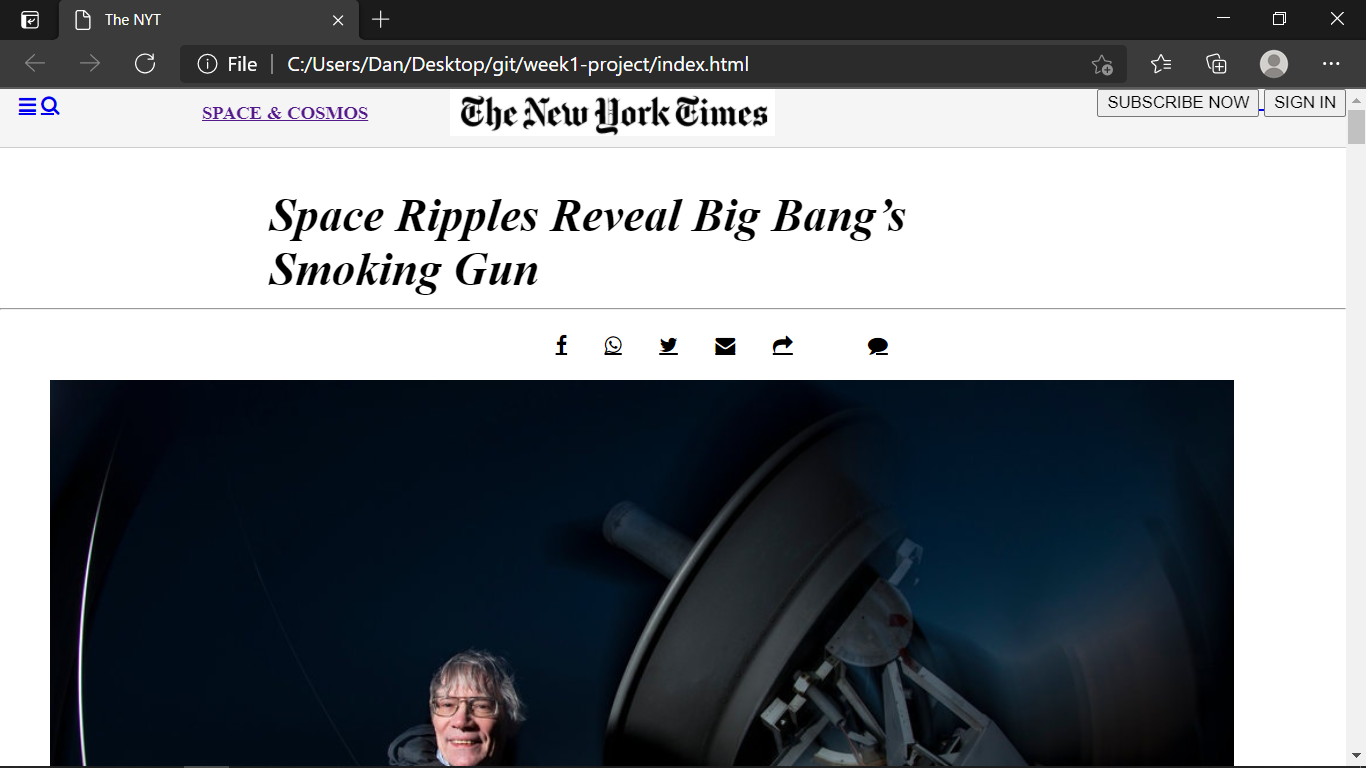 The NYT
File C:/Users/Dan/Desktop/git/week1-project/index.html
SPACE & COSMOS The New York Times SUBSCRIBE NOW SIGN IN
Space Ripples Reveal Big Bang’s
Smoking Gun